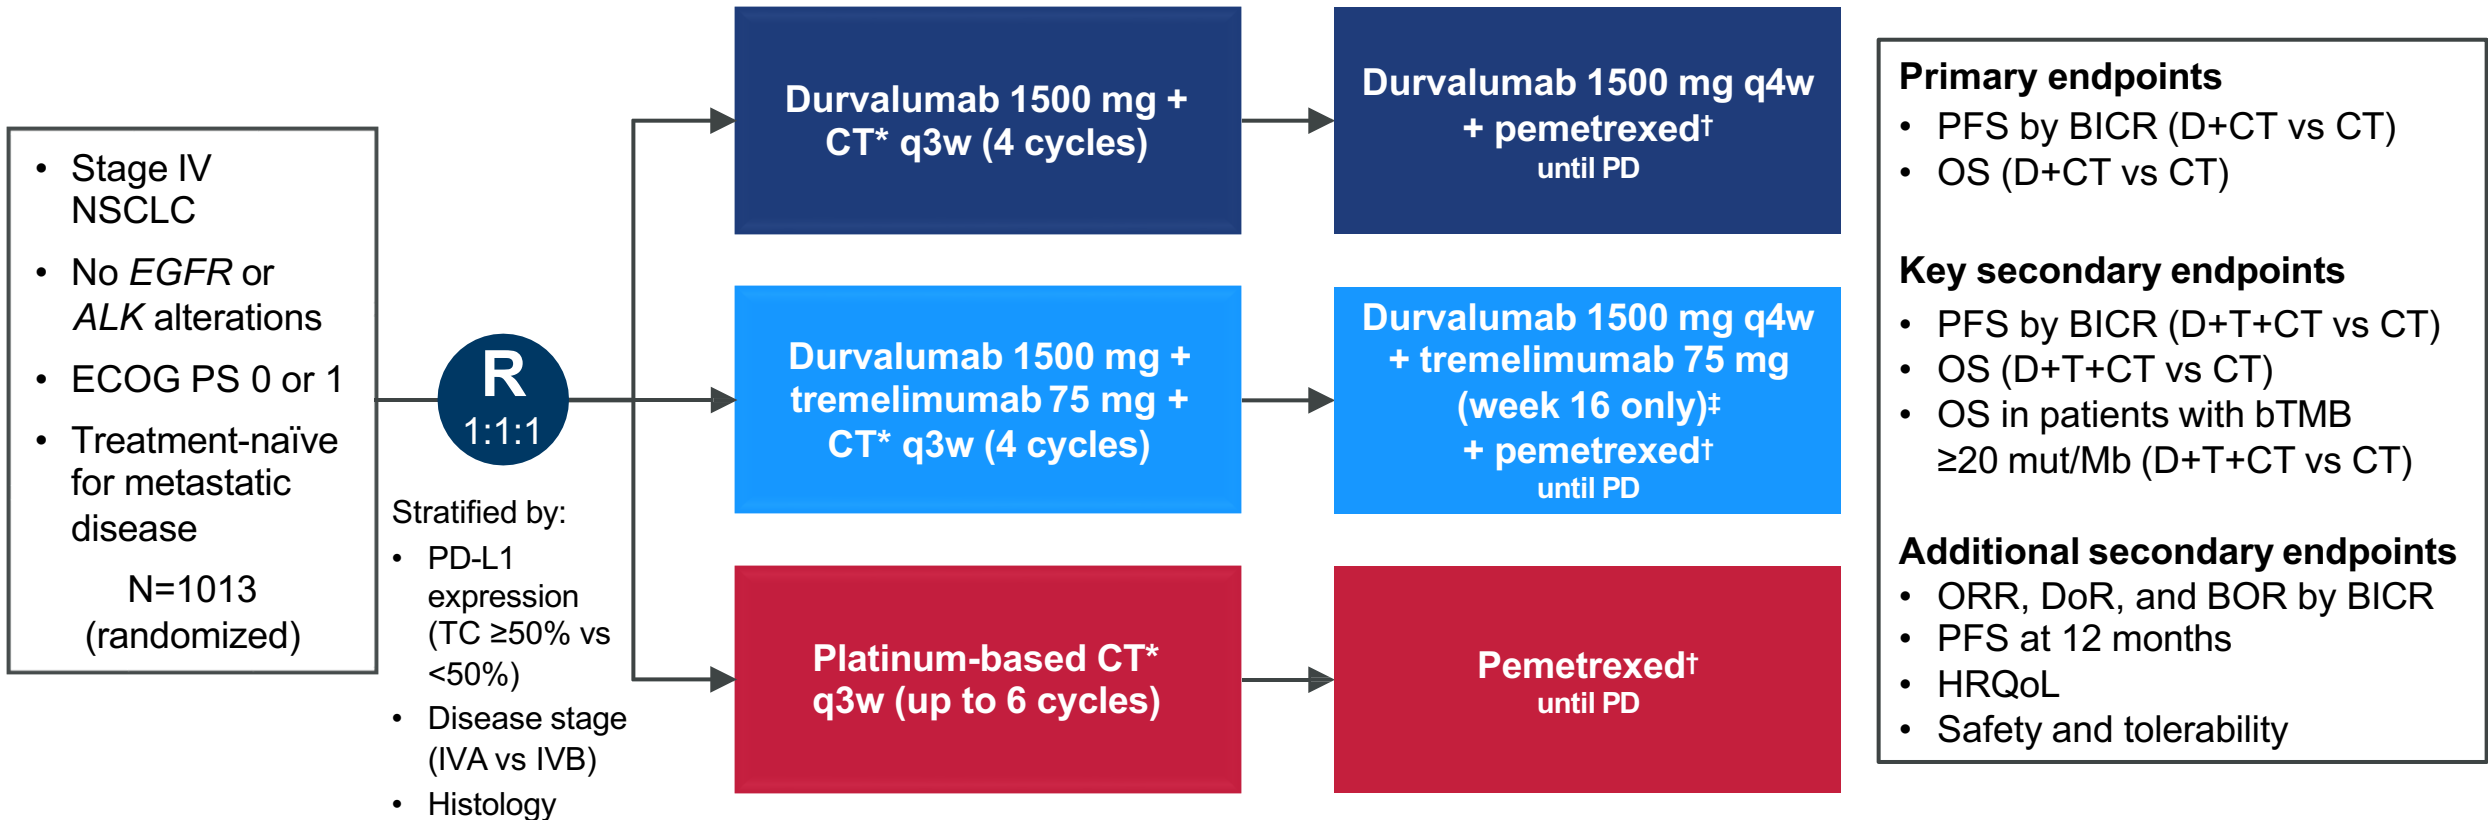 • Stage IV
NSCLC
• No EGFR or
ALK alterations
• ECOG PS 0 or 1
• Treatment-naïve
for metastatic
disease
N=1013
(randomized)
R
1:1:1
Stratified by:
• PD-L1
expression
(TC ≥50% vs
<50%)
• Disease stage
(IVA vs IVB)
• Histology
Durvalumab 1500 mg +
CT* q3w (4 cycles)
Durvalumab 1500 mg q4w
+ pemetrexed†
until PD
Durvalumab 1500 mg +
tremelimumab 75 mg +
CT* q3w (4 cycles)
Durvalumab 1500 mg q4w
+ tremelimumab 75 mg
(week 16 only)‡
+ pemetrexed†
until PD
Platinum-based CT*
q3w (up to 6 cycles)
Pemetrexed†
until PD
Primary endpoints
• PFS by BICR (D+CT vs CT)
• OS (D+CT vs CT)
Key secondary endpoints
• PFS by BICR (D+T+CT vs CT)
• OS (D+T+CT vs CT)
• OS in patients with bTMB
≥20 mut/Mb (D+T+CT vs CT)
Additional secondary endpoints
• ORR, DoR, and BOR by BICR
• PFS at 12 months
• HRQoL
• Safety and tolerability